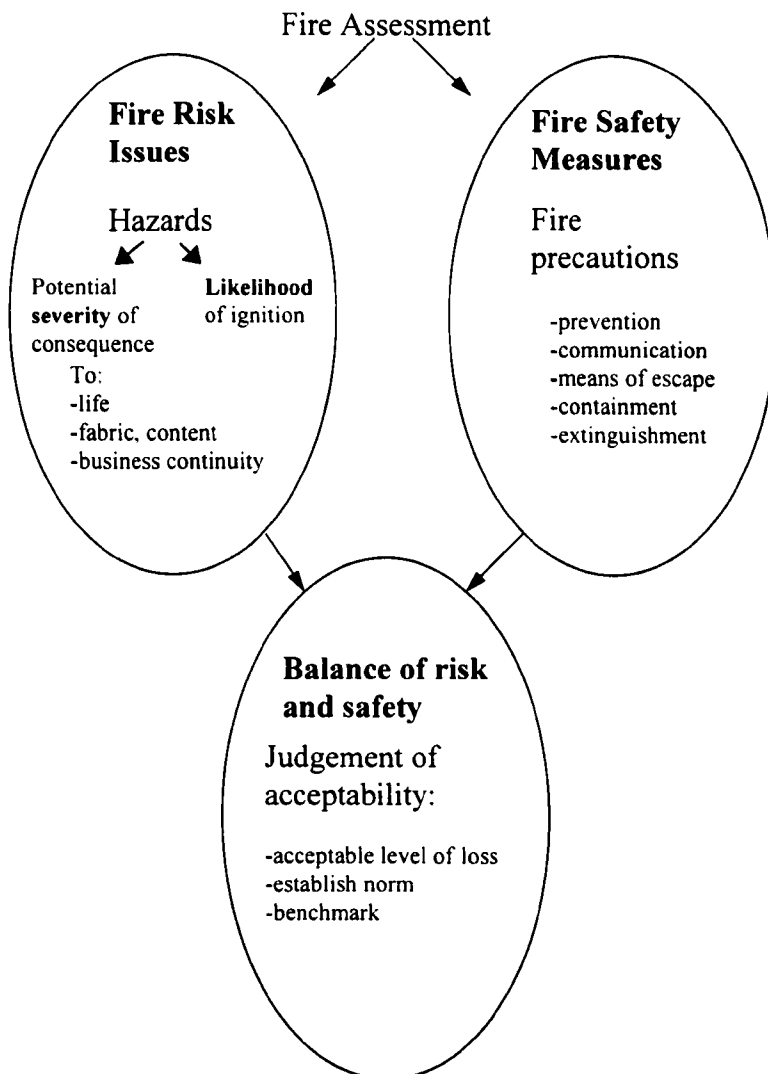 Fire Assessment
Fire Risk
Issues
Hazards
Potential
severity of
consequence
To:
-life
-fabric, content
-business continuity
Likelihood
of ignition
Fire Safety
Measures
Fire
precautions
-prevention
-communication
-means of escape
-containment
-extinguishment
Balance of risk
and safety
Judgement of
acceptability:
-acceptable level of loss
-establish norm
-benchmark